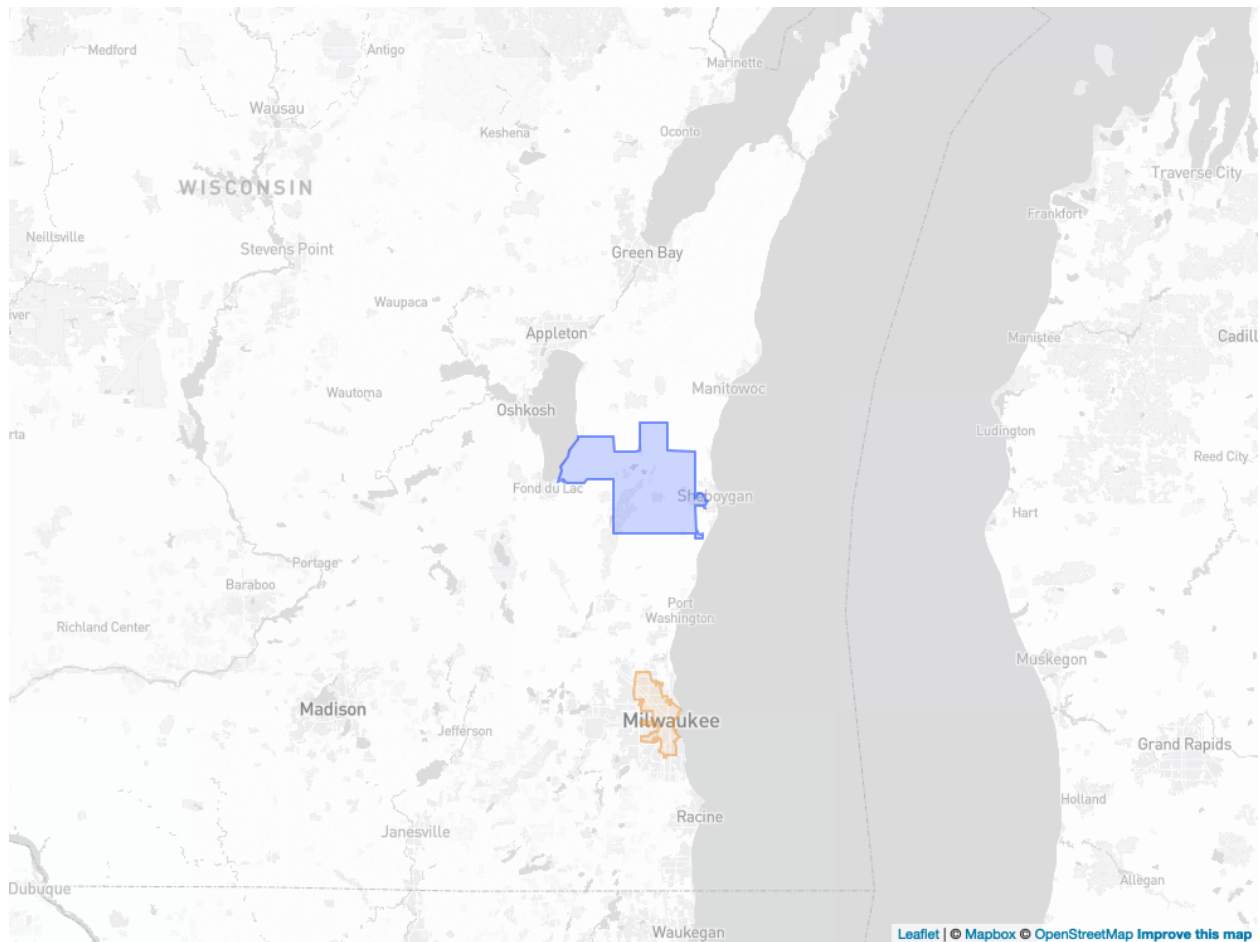 Medford
Antigo
Marinette
Wausau
Keshena
Oconto
Traverse City
WISCONSIN
Frankfort
Neillsville
Stevens Point
Green Bay
Waupaca
iver
Appleton
Manistee
Cadill
Wautoma
Manitowoc
Oshkosh
rta
Ludington
Reed City
Fond du Lac
Sheboygan
Hart
Portage
Baraboo
Port
Washington
Richland Center
Muskegon
Madison
Milwaukee
Jefferson
Grand Rapids
Holland
Racine
Janesville
Allegan
Dubuque
Waukegan
Leaflet | © Mapbox © OpenStreetMap Improve this map